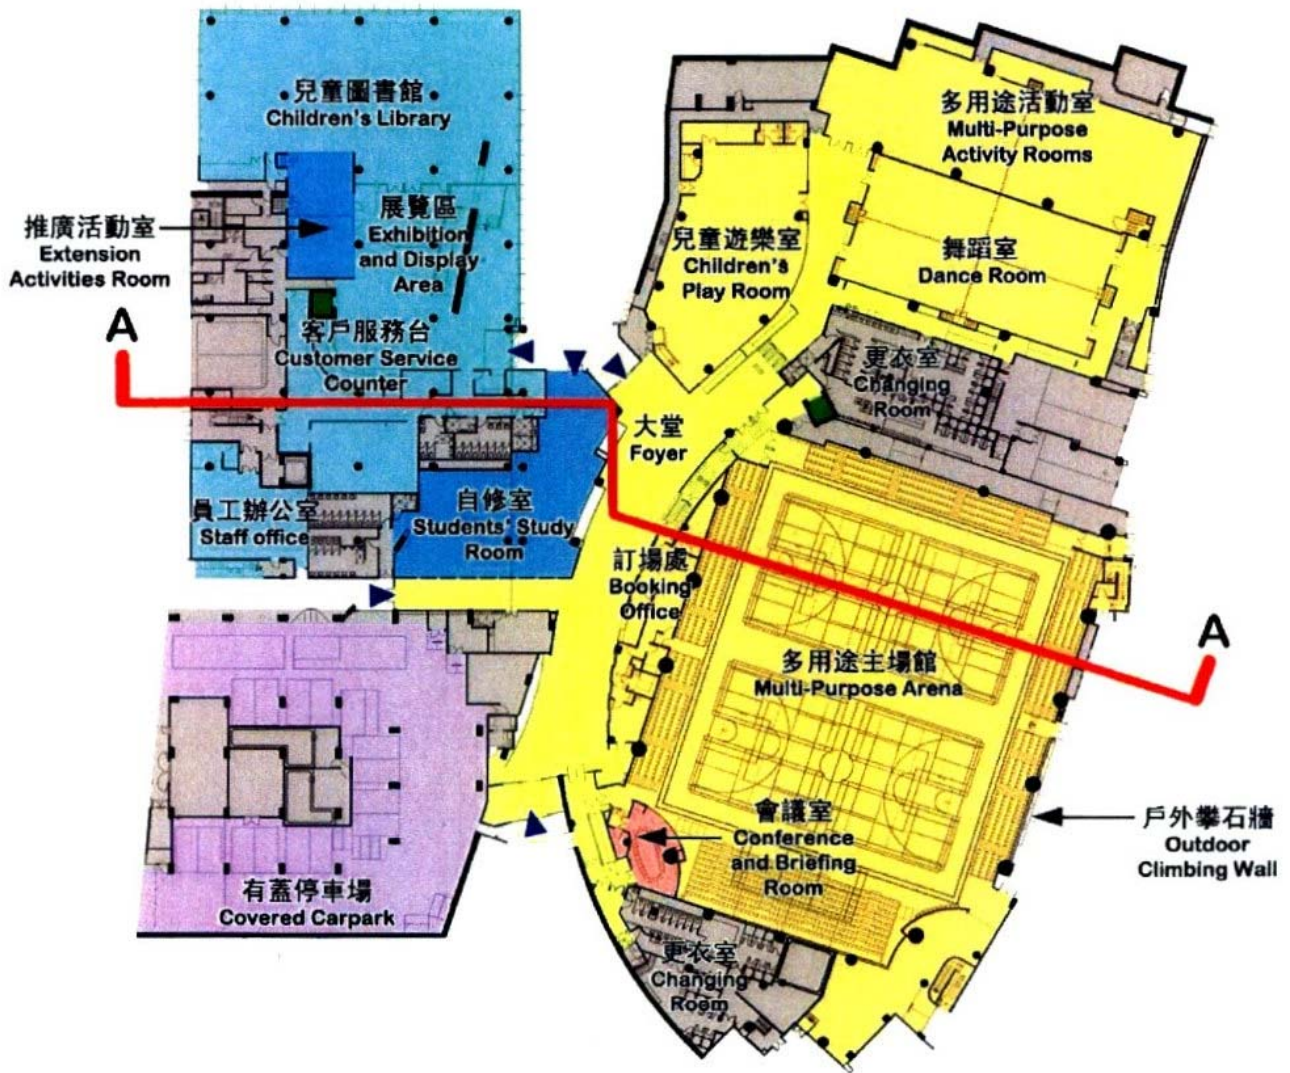 兒童圖書館
Children's Library
多用途活動室
Multi-Purpose
Activity Rooms
推廣活動室
Extension
Activities Room
展覽區
Exhibition
and Display
Area
兒童遊樂室
Children's
Play Room
舞蹈室
Dance Room
A
客戶服務台
Customer Service
Counter
更衣室
Changing
Room
大堂
Foyer
員工辦公室
Staff office
自修室
Students' Study
Room
訂場處
Booking
Office
A
多用途主場館
Multi-Purpose Arena
會議室
Conference
and Briefing
Room
戶外攀石牆
Outdoor
Climbing Wall
有蓋停車場
Covered Carpark
更衣室
Changing
Room